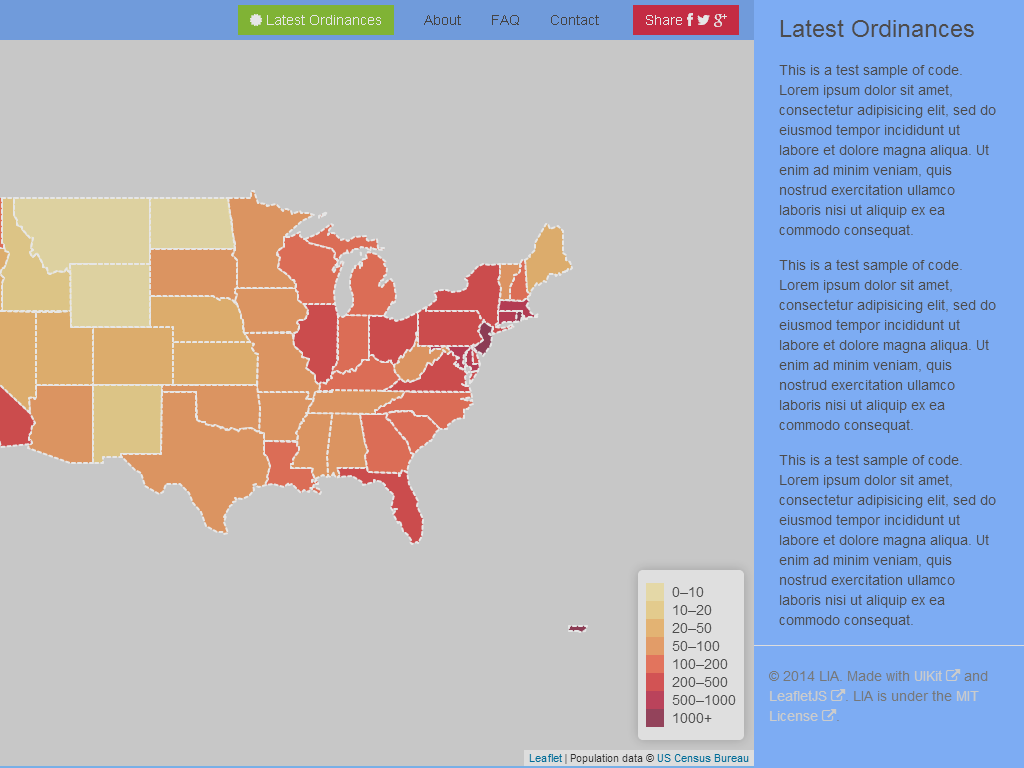 Latest Ordinances About FAQ Contact Share
Latest Ordinances
This is a test sample of code.
Lorem ipsum dolor sit amet,
consectetur adipisicing elit, sed do
eiusmod tempor incididunt ut
labore et dolore magna aliqua. Ut
enim ad minim veniam, quis
nostrud exercitation ullamco
laboris nisi ut aliquip ex ea
commodo consequat.
This is a test sample of code.
Lorem ipsum dolor sit amet,
consectetur adipisicing elit, sed do
eiusmod tempor incididunt ut
labore et dolore magna aliqua. Ut
enim ad minim veniam, quis
nostrud exercitation ullamco
laboris nisi ut aliquip ex ea
commodo consequat.
This is a test sample of code.
Lorem ipsum dolor sit amet,
consectetur adipisicing elit, sed do
eiusmod tempor incididunt ut
labore et dolore magna aliqua. Ut
enim ad minim veniam, quis
nostrud exercitation ullamco
laboris nisi ut aliquip ex ea
commodo consequat.
0–10
10–20
20–50
50–100
100–200
200–500
500–1000
1000+
© 2014 LIA. Made with UIKit and
LeafletJS. LIA is under the MIT
License.
Leaflet | Population data © US Census Bureau